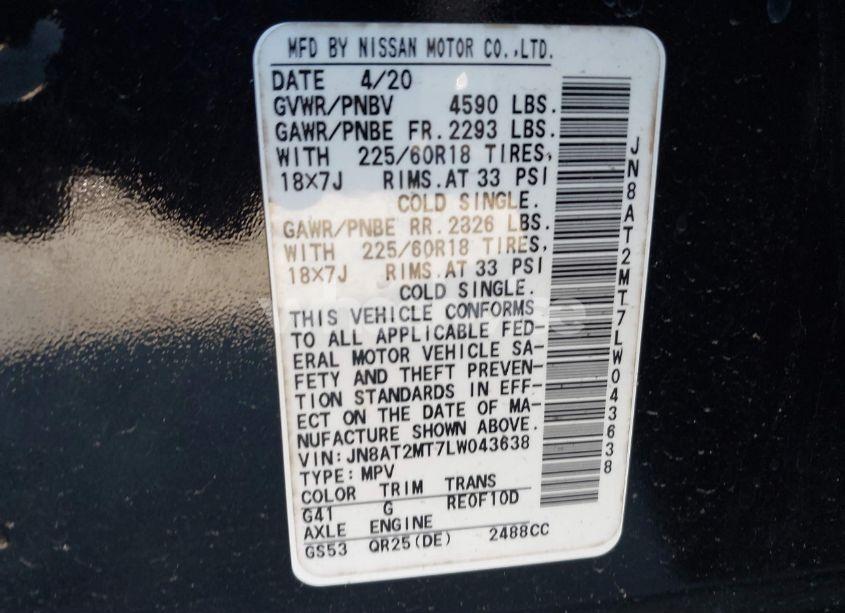 MFD BY NISSAN MOTOR CO.,LTD.
DATE 4/20
GVWR/PNBV 4590 LBS.
GAWR/PNBE FR. 2293 LBS.
WITH 225/60R18 TIRES,
18X7J RIMS.AT 33 PSI
COLD SINGLE.
GAWR/PNBE RR. 2326 LBS.
WITH 225/60R18 TIRES,
18X7J RIMS.AT 33 PSI
COLD SINGLE.
THIS VEHICLE CONFORMS
TO ALL APPLICABLE FED-
ERAL MOTOR VEHICLE SA-
FETY AND THEFT PREVEN-
TION STANDARDS IN EFF-
ECT ON THE DATE OF MA-
NUFACTURE SHOWN ABOVE.
VIN:JN8AT2MT7LW043638
TYPE:MPV
COLOR TRIM TRANS
G41 G RE0F10D
AXLE ENGINE
GS53 QR25(DE) 2488CC
JN8AT2MT7LW043638